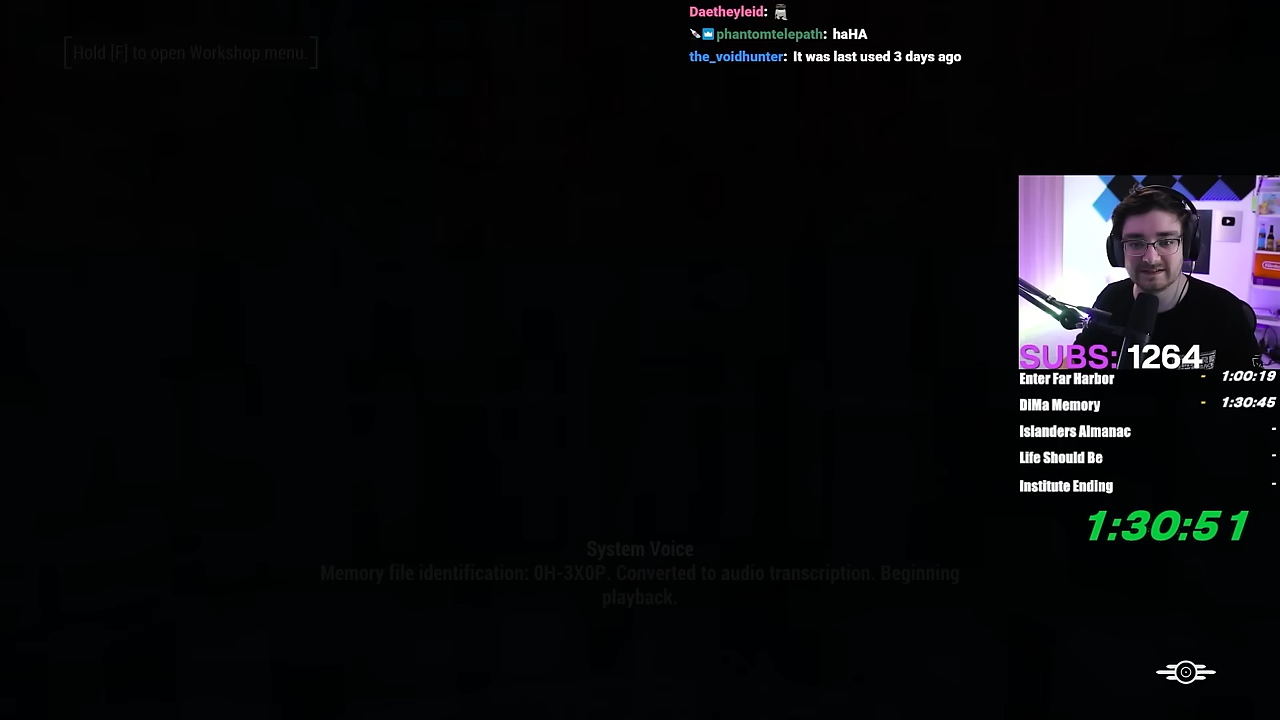 Daetheyleid:
phantomtelepath: haHA
the_voidhunter: It was last used 3 days ago
[Hold [F] to open Workshop menu.]
SUBS: 1264
Enter Far Harbor - 1:00:19
DiMa Memory - 1:30:45
Islanders Almanac -
Life Should Be -
Institute Ending -
1:30:51
System Voice
Memory file identification: 0H-3X0P. Converted to audio transcription. Beginning
playback.